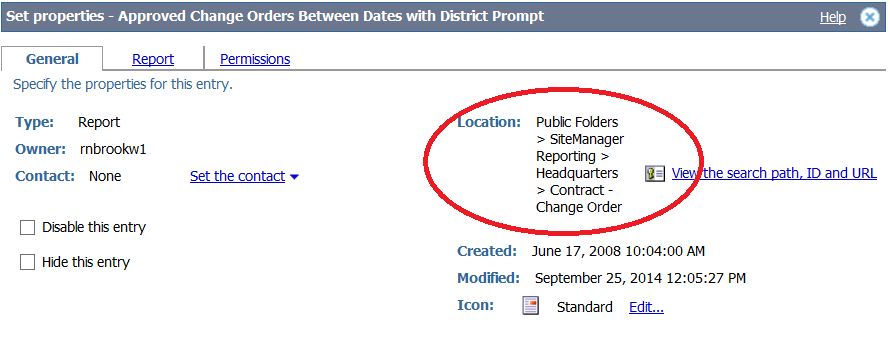 Set properties - Approved Change Orders Between Dates with District Prompt
Help
General
Report
Permissions
Specify the properties for this entry.
Type: Report
Owner: rnbrookw1
Contact: None
Set the contact
Disable this entry
Hide this entry
Location: Public Folders
> SiteManager
Reporting >
Headquarters
> Contract -
Change Order
View the search path, ID and URL
Created: June 17, 2008 10:04:00 AM
Modified: September 25, 2014 12:05:27 PM
Icon: Standard Edit...